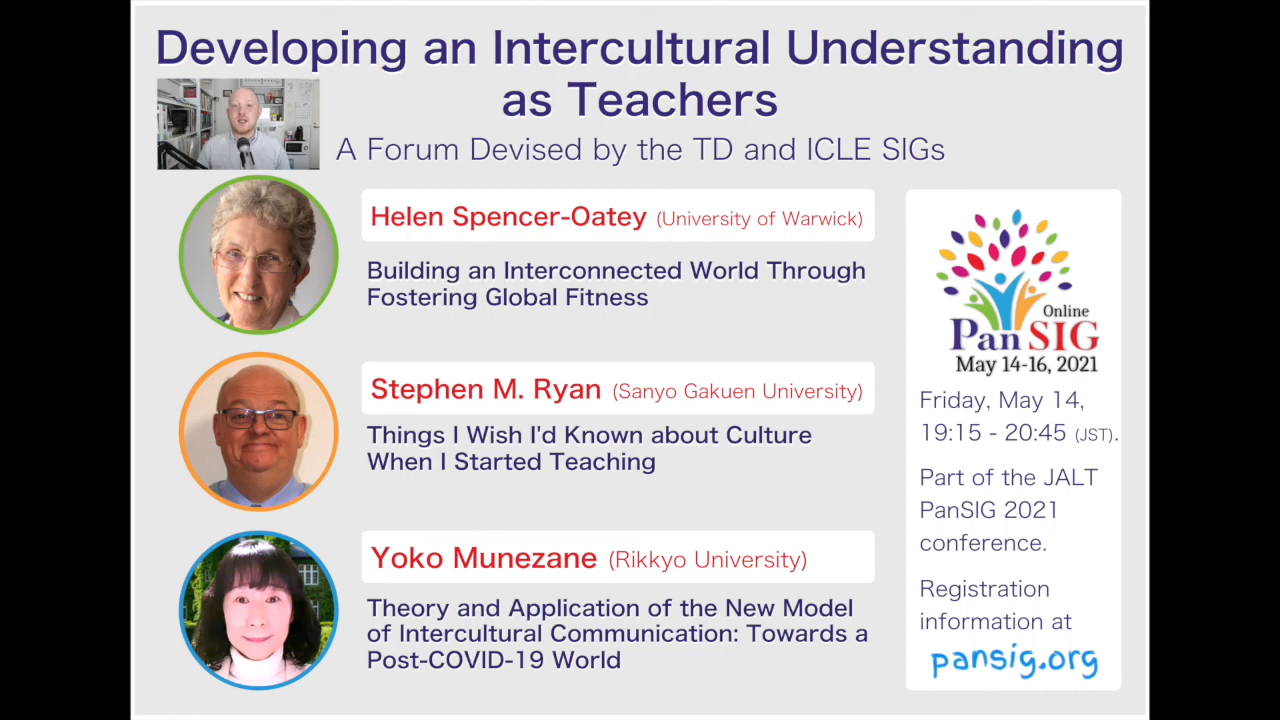 Developing an Intercultural Understanding
as Teachers
A Forum Devised by the TD and ICLE SIGs
Helen Spencer-Oatey (University of Warwick)
Building an Interconnected World Through
Fostering Global Fitness
Stephen M. Ryan (Sanyo Gakuen University)
Things I Wish I'd Known about Culture
When I Started Teaching
Yoko Munezane (Rikkyo University)
Theory and Application of the New Model
of Intercultural Communication: Towards a
Post-COVID-19 World
Online
PanSIG
May 14-16, 2021
Friday, May 14,
19:15 - 20:45 (JST).
Part of the JALT
PanSIG 2021
conference.
Registration
information at
pansig.org